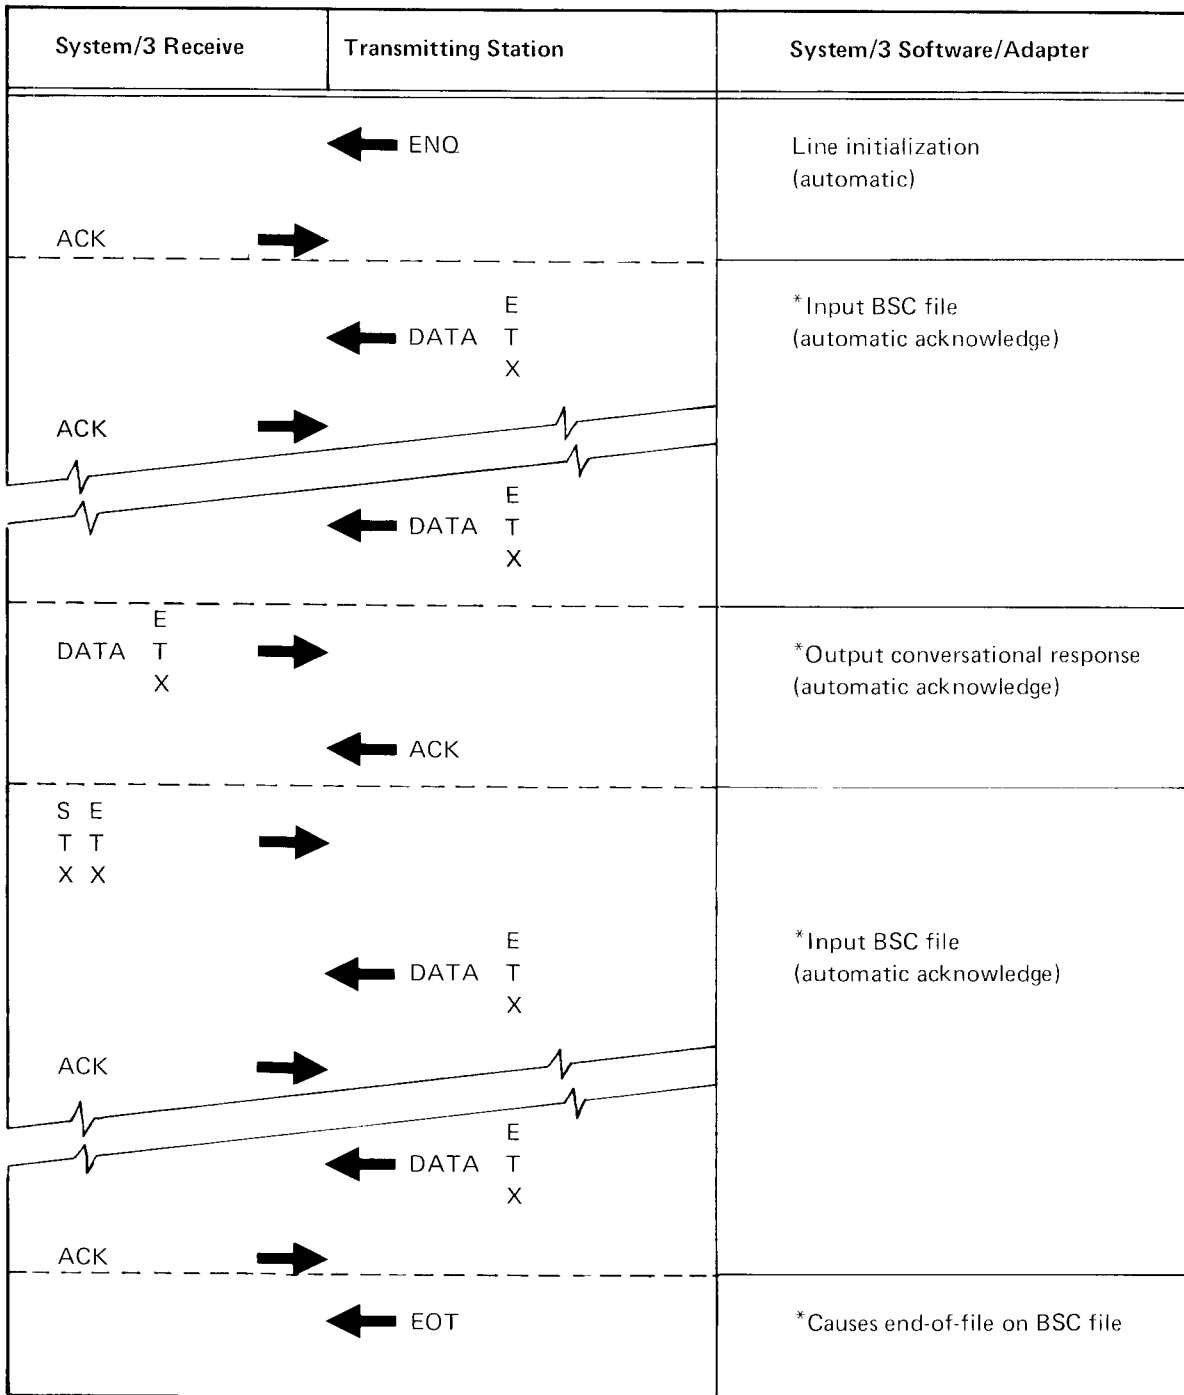 System/3 Receive
Transmitting Station
System/3 Software/Adapter
ENQ
Line initialization
(automatic)
ACK
DATA
E
T
X
*Input BSC file
(automatic acknowledge)
ACK
DATA
E
T
X
DATA
E
T
X
*Output conversational response
(automatic acknowledge)
ACK
S E
T T
X X
DATA
E
T
X
*Input BSC file
(automatic acknowledge)
ACK
DATA
E
T
X
ACK
EOT
*Causes end-of-file on BSC file